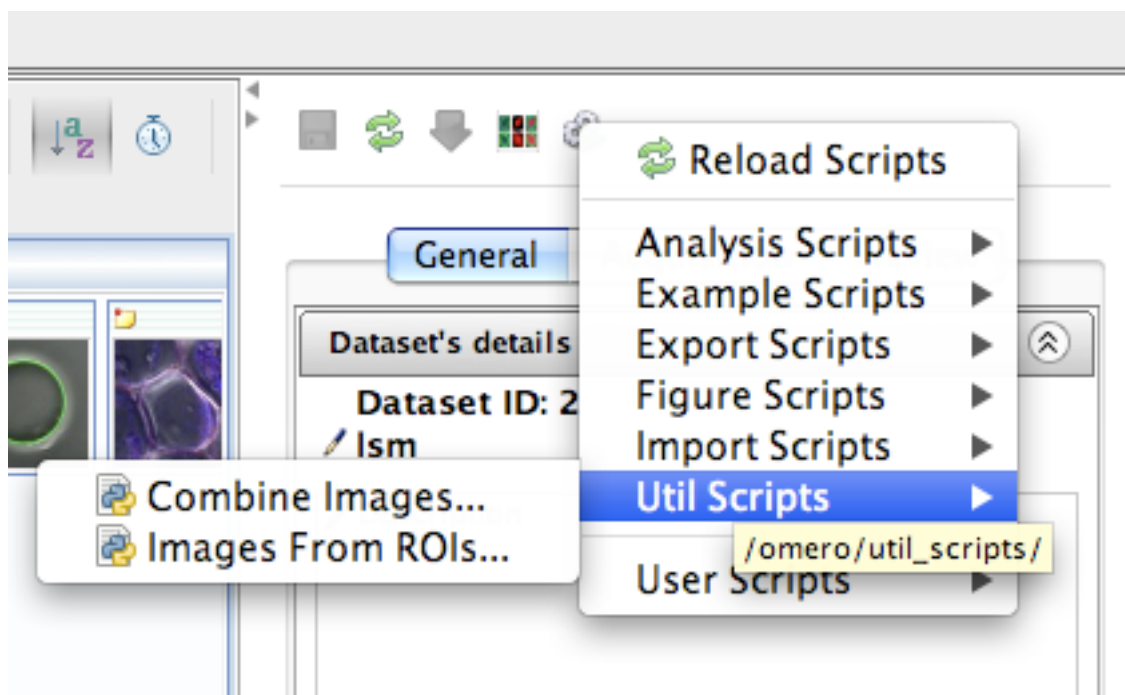 a
z
Reload Scripts
General
Analysis Scripts
Example Scripts
Dataset's details
Export Scripts
Dataset ID: 2
Figure Scripts
lsm
Import Scripts
Combine Images...
Util Scripts
Images From ROIs...
/omero/util_scripts/
User Scripts